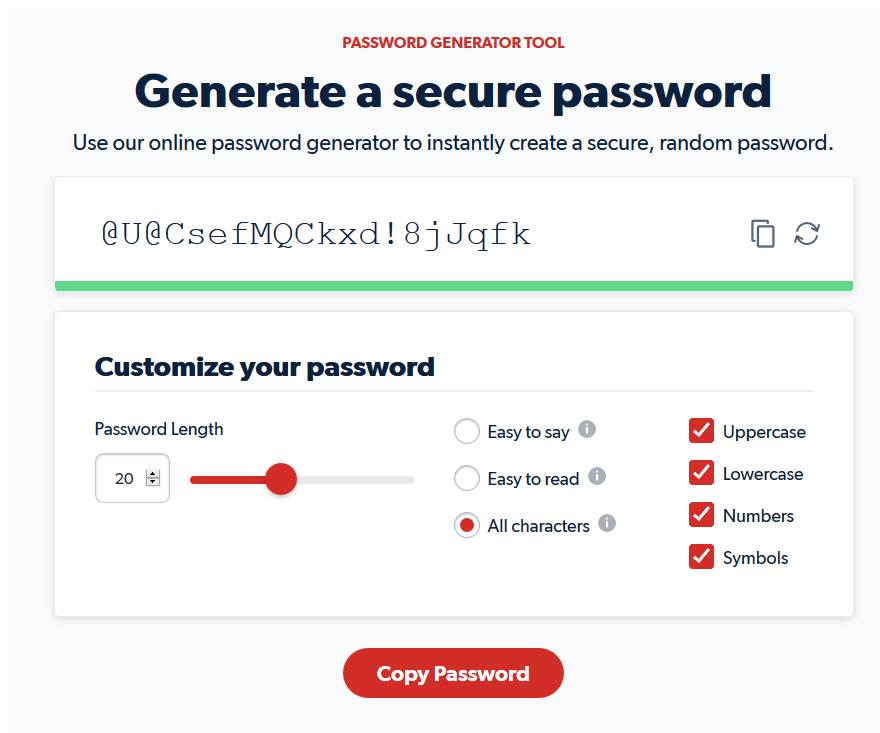 PASSWORD GENERATOR TOOL
Generate a secure password
Use our online password generator to instantly create a secure, random password.
@U@CsefMQCkxd!8jJqfk
Customize your password
Password Length
20
Easy to say
Easy to read
All characters
Uppercase
Lowercase
Numbers
Symbols
Copy Password